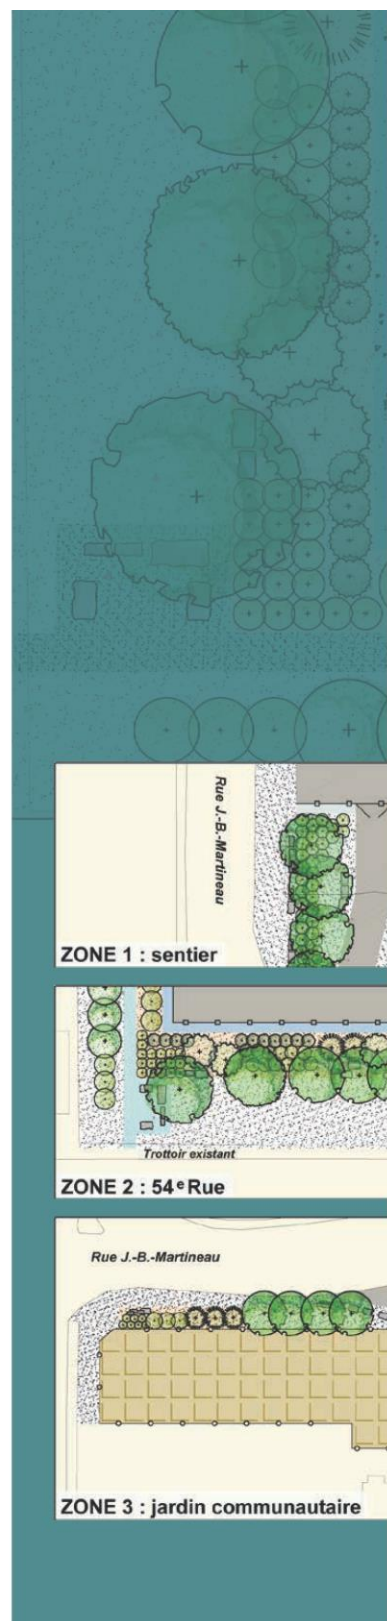 Rue J.-B.-Martineau
ZONE 1 : sentier
Trottoir existant
ZONE 2 : 54e Rue
Rue J.-B.-Martineau
ZONE 3 : jardin communautaire